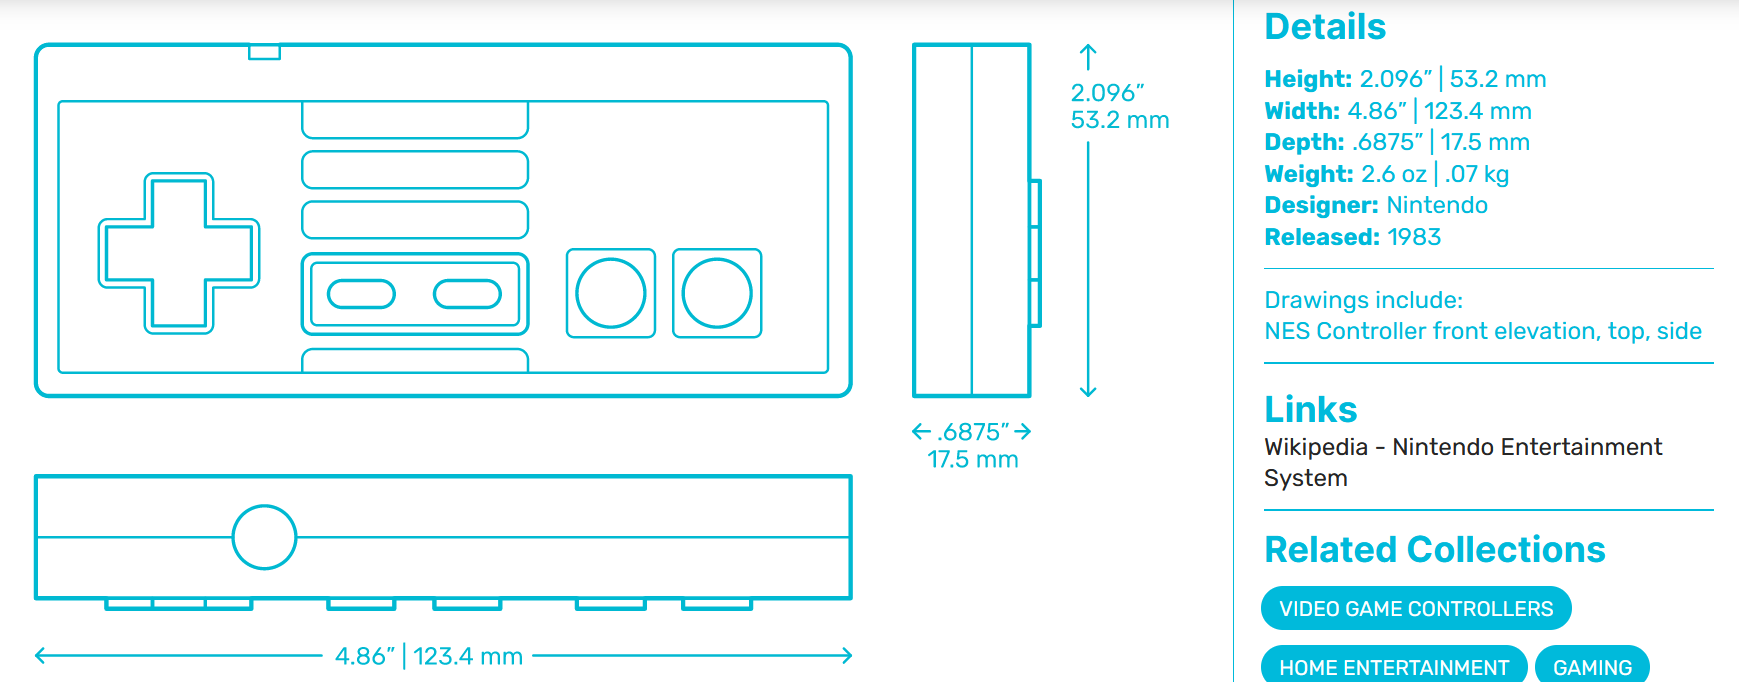 2.096”
53.2 mm
.6875”
17.5 mm
4.86” | 123.4 mm
Details
Height: 2.096” | 53.2 mm
Width: 4.86” | 123.4 mm
Depth: .6875” | 17.5 mm
Weight: 2.6 oz | .07 kg
Designer: Nintendo
Released: 1983
Drawings include:
NES Controller front elevation, top, side
Links
Wikipedia - Nintendo Entertainment
System
Related Collections
VIDEO GAME CONTROLLERS
HOME ENTERTAINMENT
GAMING